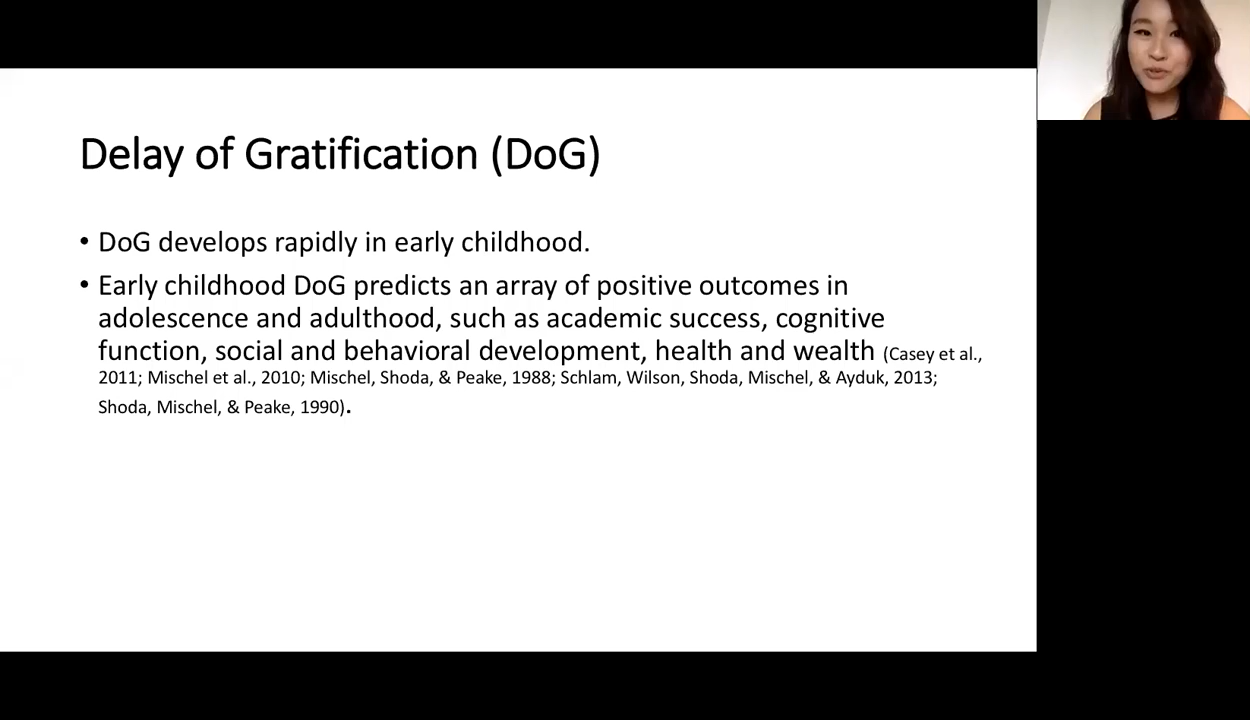 Delay of Gratification (DoG)
• DoG develops rapidly in early childhood.
• Early childhood DoG predicts an array of positive outcomes in
adolescence and adulthood, such as academic success, cognitive
function, social and behavioral development, health and wealth (Casey et al.,
2011; Mischel et al., 2010; Mischel, Shoda, & Peake, 1988; Schlam, Wilson, Shoda, Mischel, & Ayduk, 2013;
Shoda, Mischel, & Peake, 1990).